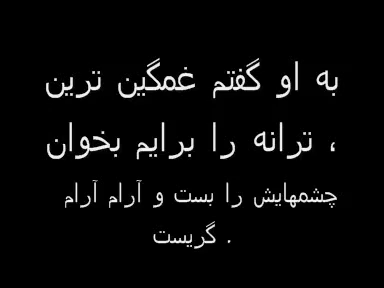 به او گفتم غمگین ترین
ترانه را برایم بخوان ،
چشمهایش را بست و آرام آرام
گریست .